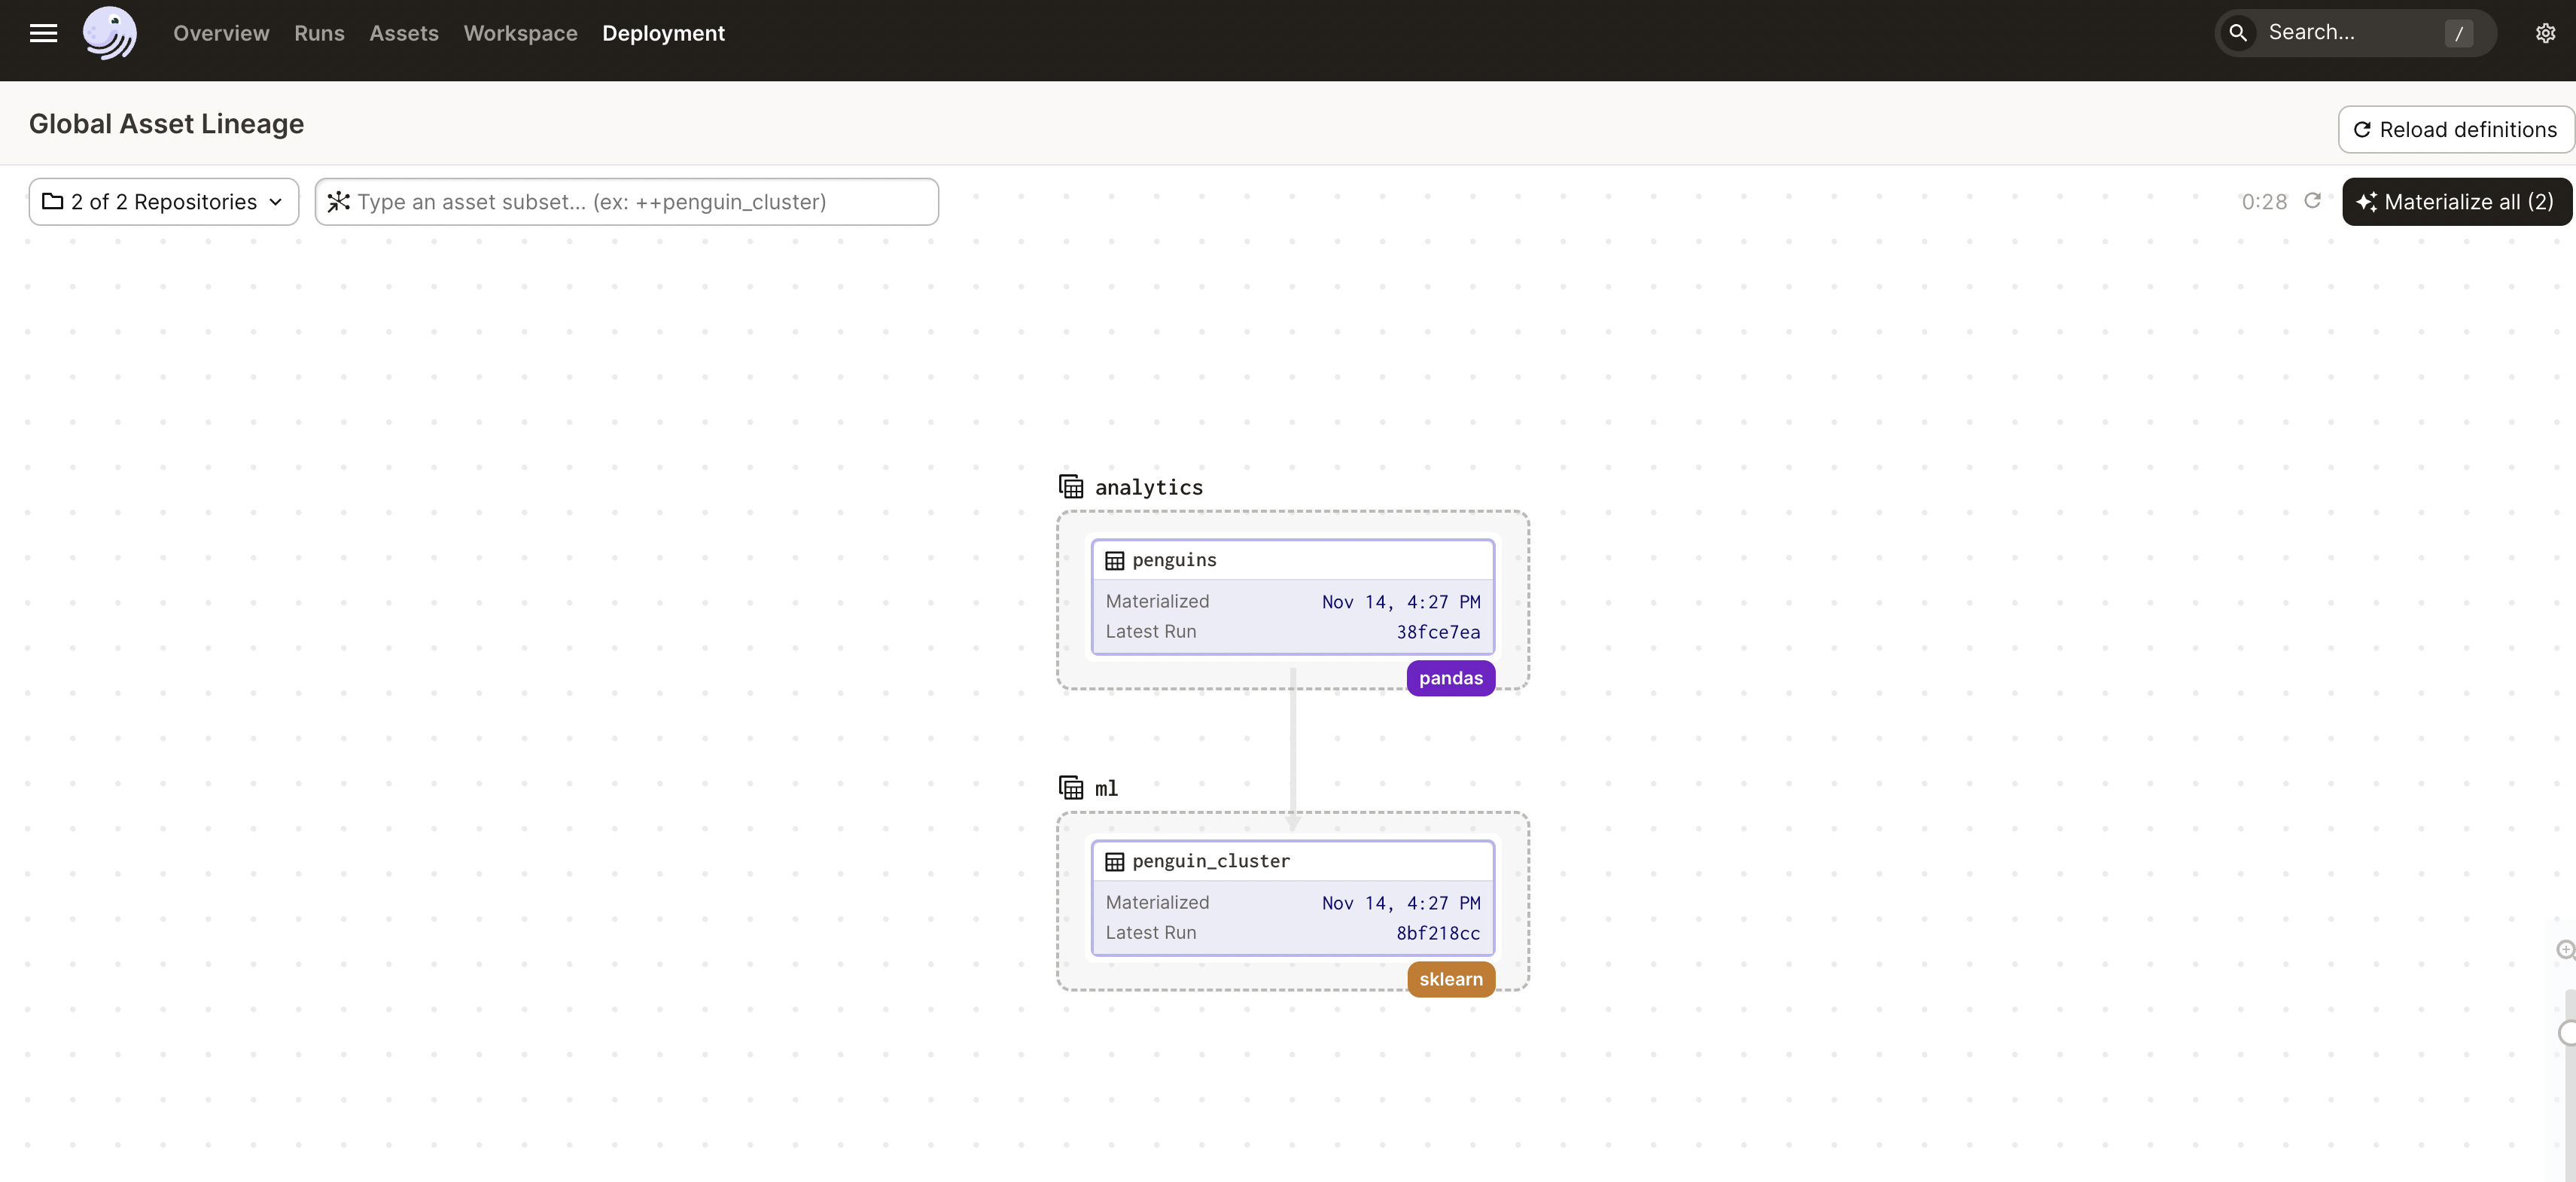 Overview Runs Assets Workspace Deployment Search... /
Global Asset Lineage
Reload definitions
2 of 2 Repositories
Type an asset subset... (ex: ++penguin_cluster)
0:28
Materialize all (2)
analytics
penguins
Materialized Nov 14, 4:27 PM
Latest Run 38fce7ea
pandas
ml
penguin_cluster
Materialized Nov 14, 4:27 PM
Latest Run 8bf218cc
sklearn